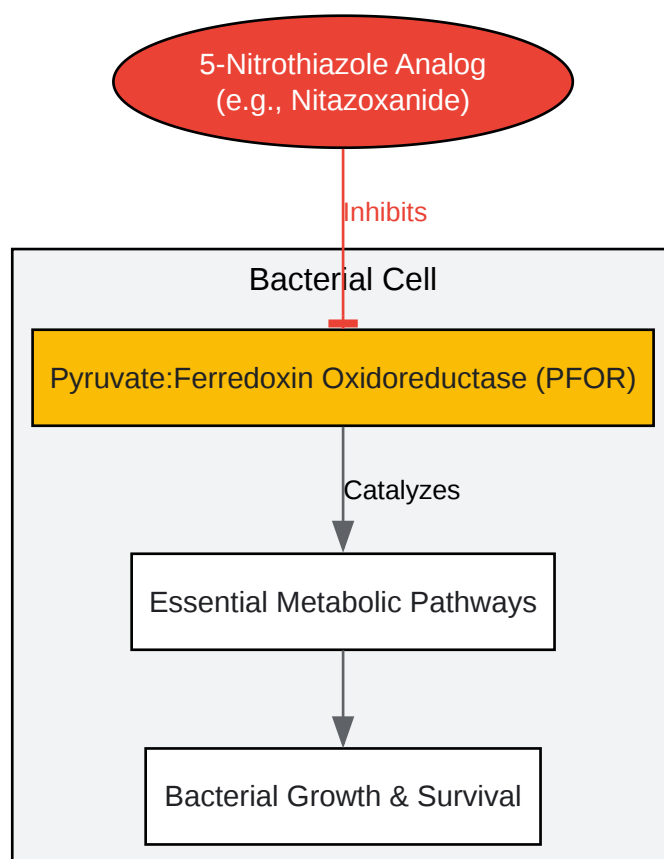 5-Nitrothiazole Analog
(e.g., Nitazoxanide)
Inhibits
Bacterial Cell
Pyruvate:Ferredoxin Oxidoreductase (PFOR)
Catalyzes
Essential Metabolic Pathways
Bacterial Growth & Survival